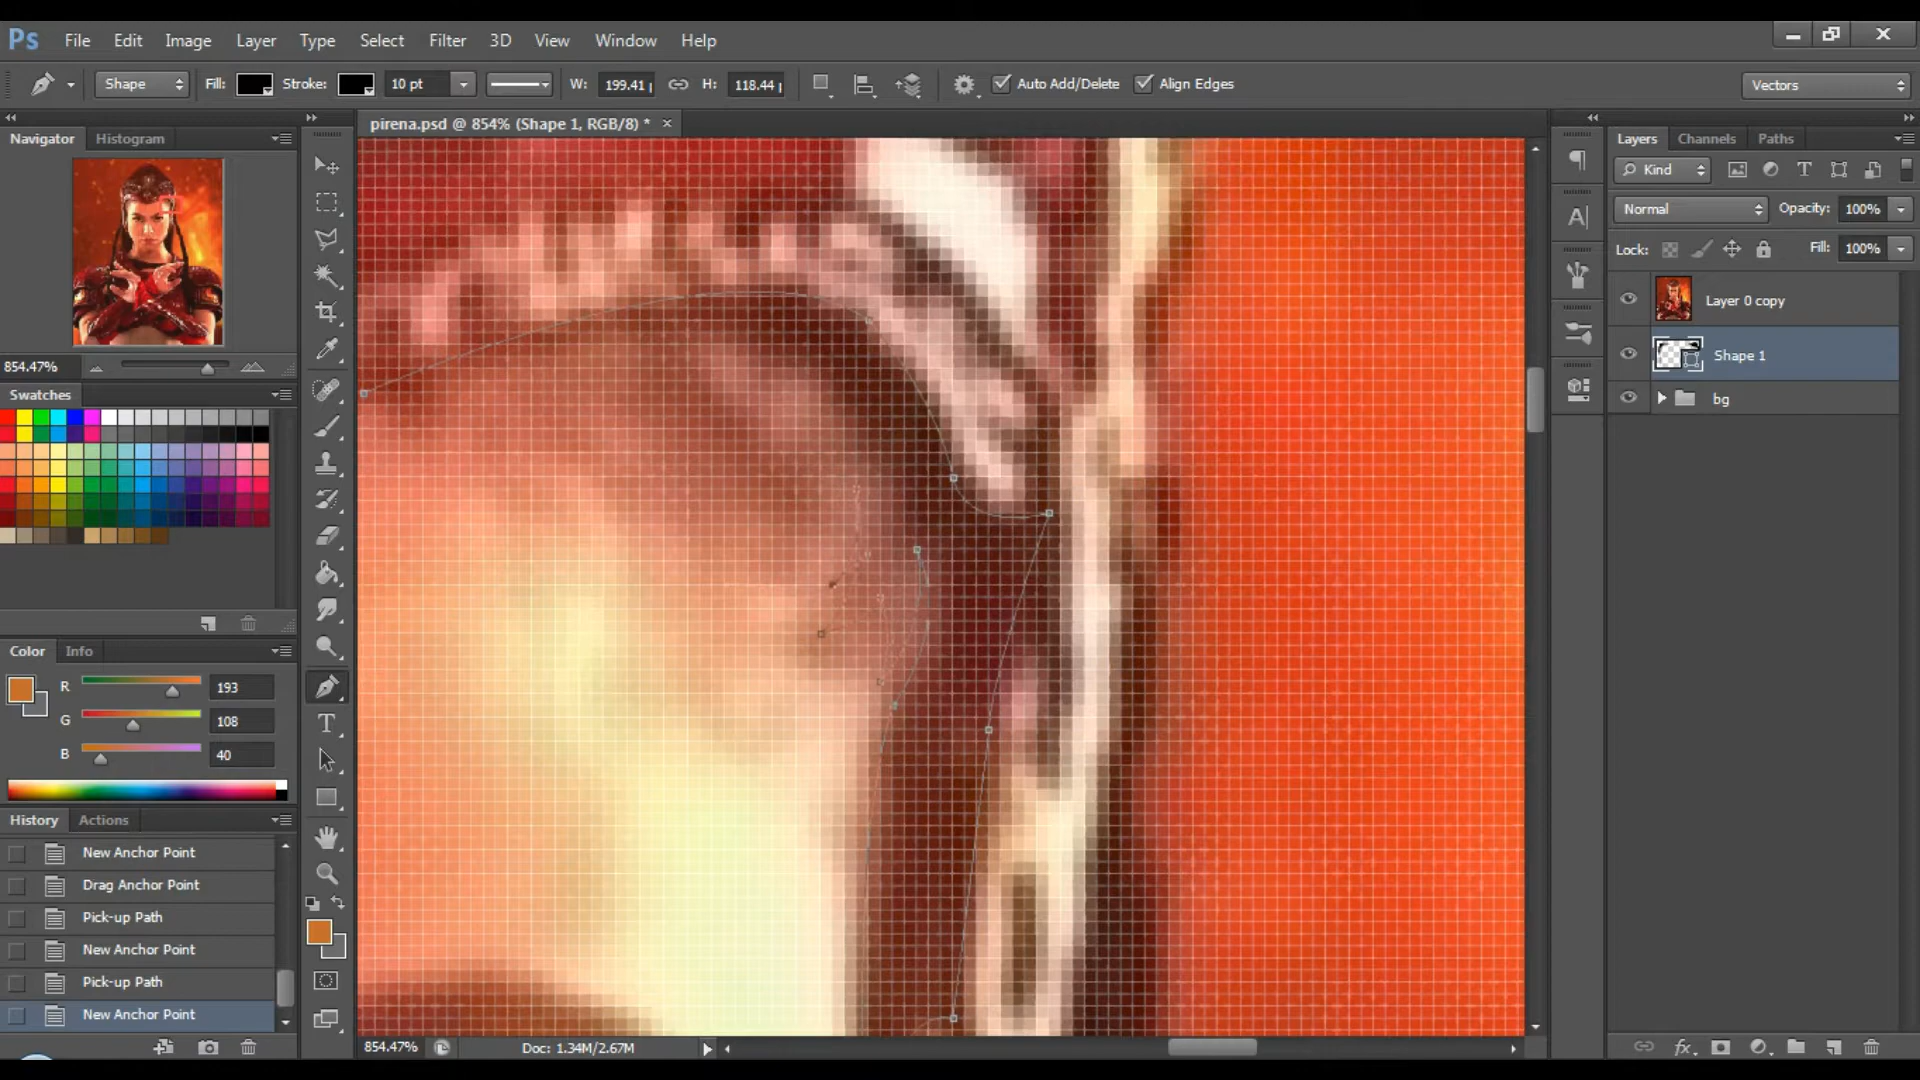 Ps File Edit Image Layer Type Select Filter 3D View Window Help
Shape Fill: Stroke: 10 pt W: 199.41 p H: 118.44 p Auto Add/Delete Align Edges Vectors
Navigator Histogram
pirena.psd @ 854% (Shape 1, RGB/8) * ×
Layers Channels Paths
Kind
Normal Opacity: 100%
Lock: Fill: 100%
Layer 0 copy
Shape 1
bg
854.47%
Swatches
Color Info
R 193
G 108
B 40
History Actions
New Anchor Point
Drag Anchor Point
Pick-up Path
New Anchor Point
Pick-up Path
New Anchor Point
854.47% Doc: 1.34M/2.67M